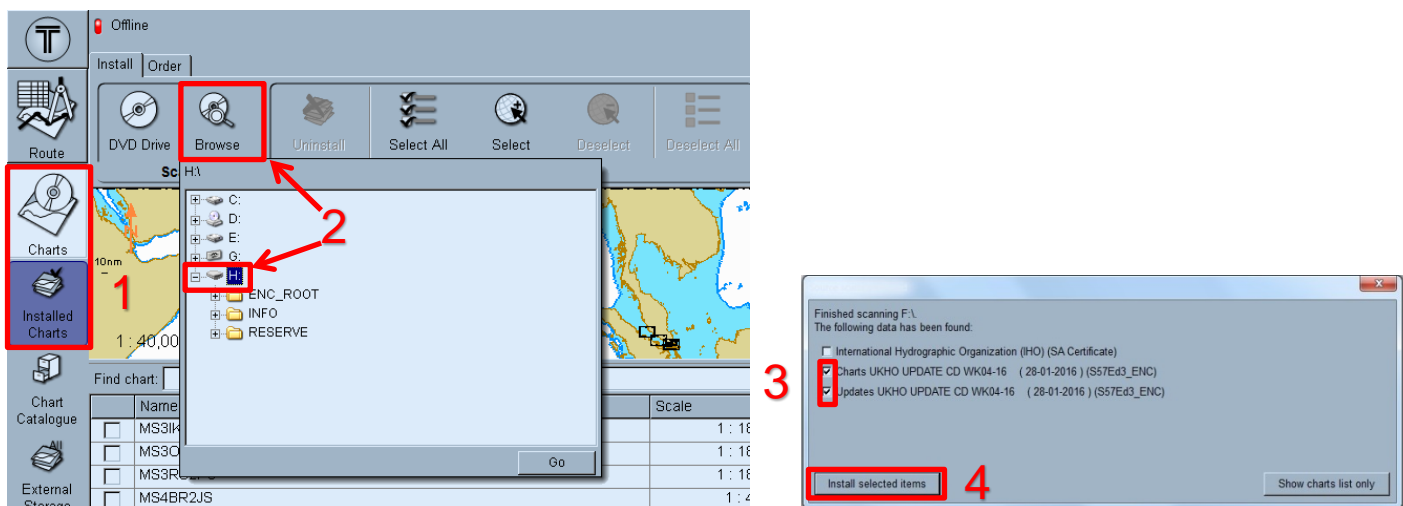 Offline
Install Order
Route
DVD Drive Browse Uninstall Select All Select Deselect Deselect All
Sc
H:\
C:
D:
E:
G:
H:
ENC_ROOT
INFO
RESERVE
2
Charts
10nm
1
Installed
Charts
1 : 40,00
Find chart:
Chart
Catalogue
Name Scale
MS3IK 1 : 18
MS3O 1 : 18
MS3R 1 : 18
MS4BR2JS 1 : 4
Go
All
External
Storage
Finished scanning F:\.
The following data has been found:
International Hydrographic Organization (IHO) (SA Certificate)
3
Charts UKHO UPDATE CD WK04-16 ( 28-01-2016 ) (S57Ed3_ENC)
Updates UKHO UPDATE CD WK04-16 ( 28-01-2016 ) (S57Ed3_ENC)
Install selected items
4
Show charts list only